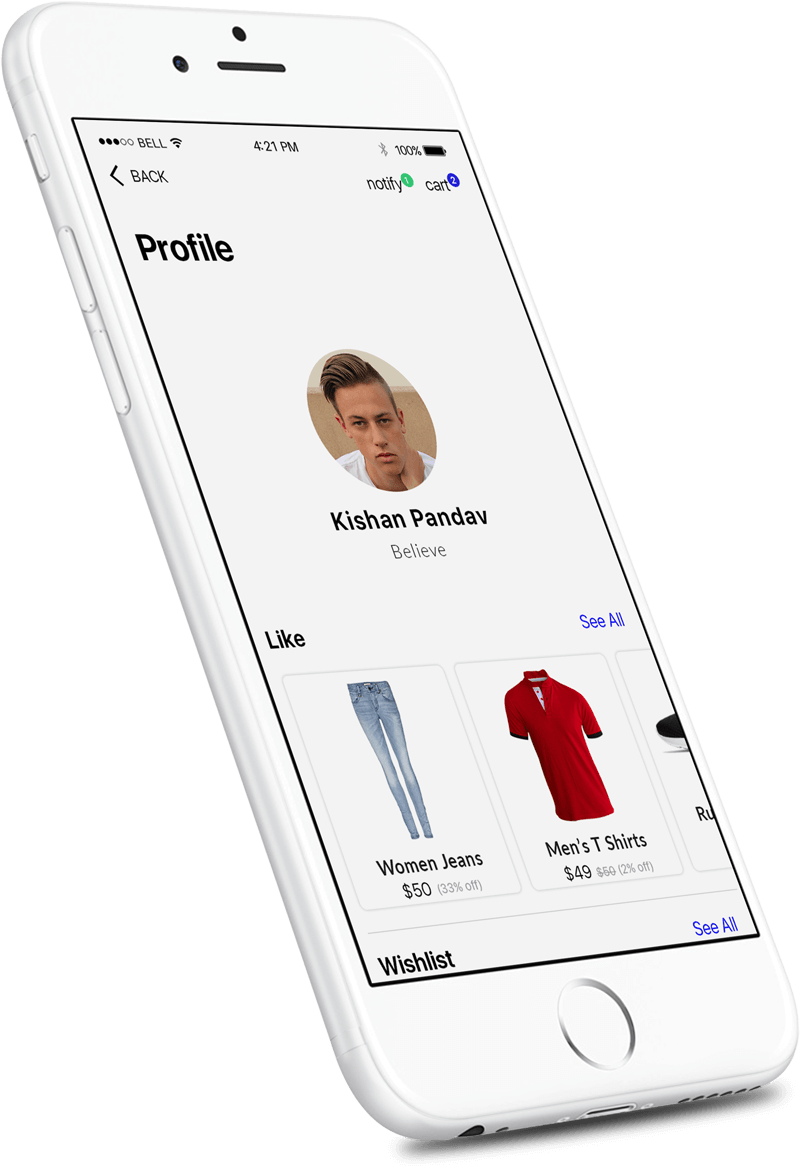 BELL 4:21 PM 100%
BACK notify 1 cart 2
Profile
Kishan Pandav
Believe
Like See All
Women Jeans
$50 (33% off)
Men's T Shirts
$49 $50 (2% off)
Ru
Wishlist See All